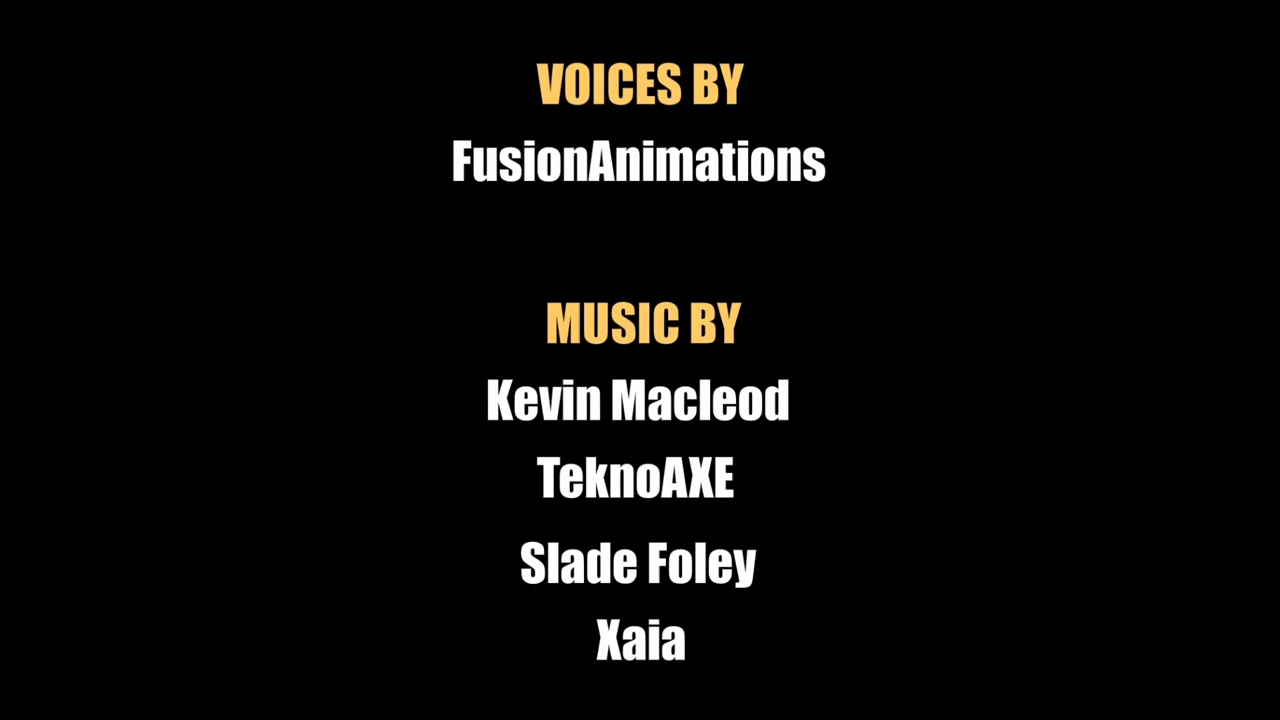 VOICES BY
FusionAnimations
MUSIC BY
Kevin Macleod
TeknoAXE
Slade Foley
Xaia